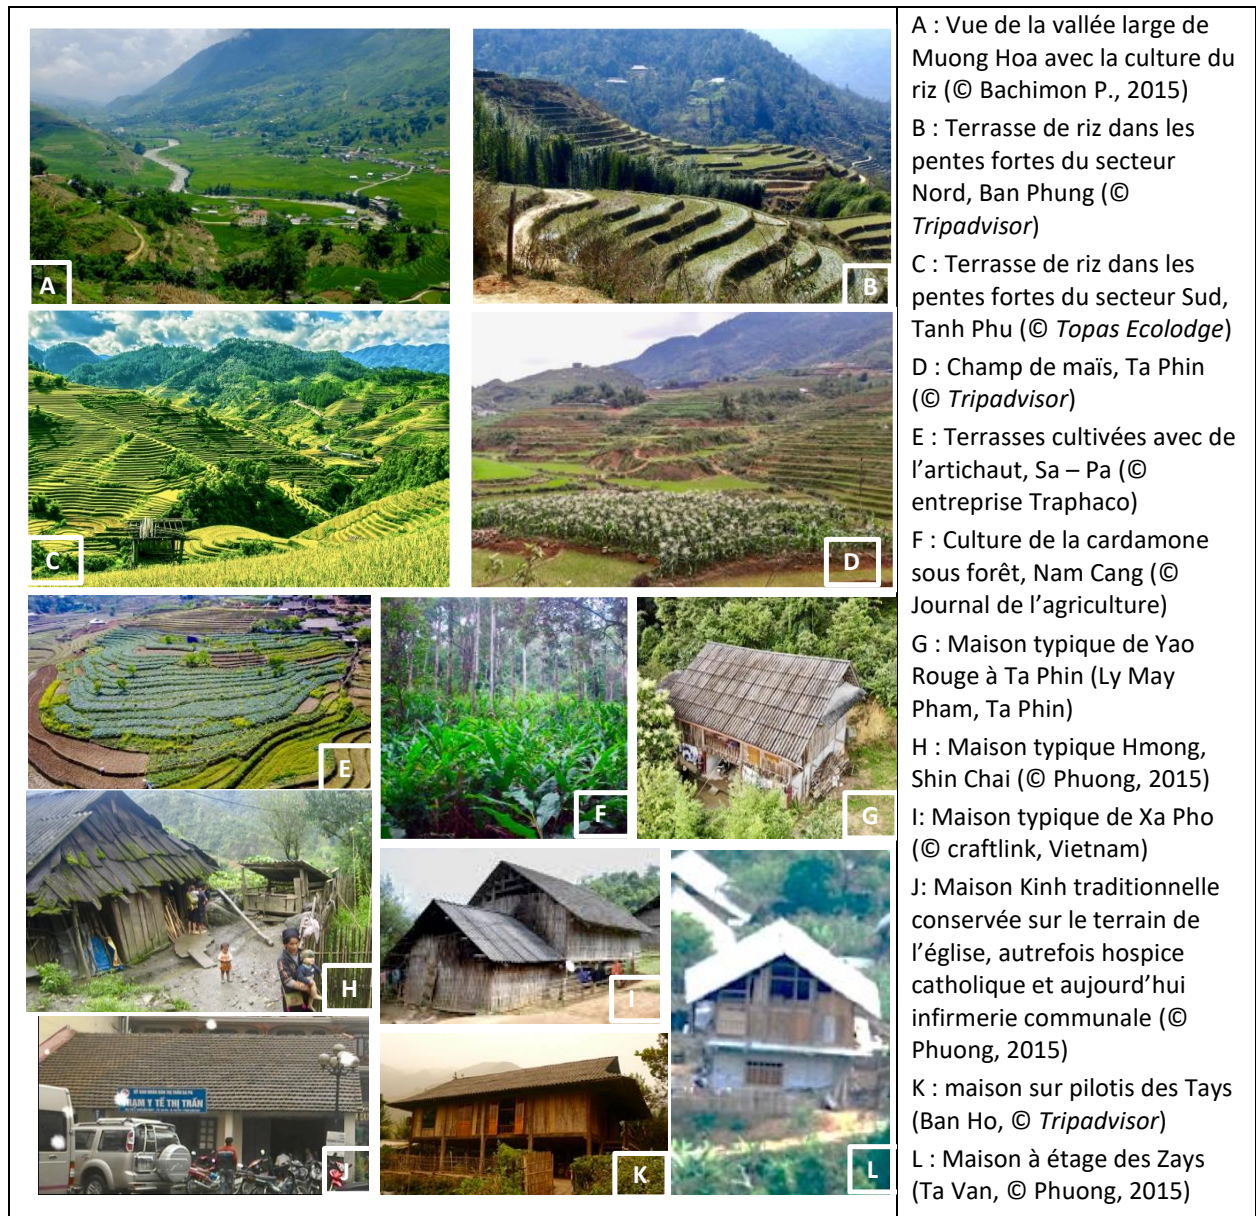 A : Vue de la vallée large de
Muong Hoa avec la culture du
riz (© Bachimon P., 2015)
B : Terrasse de riz dans les
pentes fortes du secteur
Nord, Ban Phung (©
Tripadvisor)
C : Terrasse de riz dans les
pentes fortes du secteur Sud,
Tanh Phu (© Topas Ecolodge)
D : Champ de maïs, Ta Phin
(© Tripadvisor)
E : Terrasses cultivées avec de
l’artichaut, Sa – Pa (©
entreprise Traphaco)
F : Culture de la cardamone
sous forêt, Nam Cang (©
Journal de l’agriculture)
G : Maison typique de Yao
Rouge à Ta Phin (Ly May
Pham, Ta Phin)
H : Maison typique Hmong,
Shin Chai (© Phuong, 2015)
I: Maison typique de Xa Pho
(© craftlink, Vietnam)
J: Maison Kinh traditionnelle
conservée sur le terrain de
l’église, autrefois hospice
catholique et aujourd’hui
infirmerie communale (©
Phuong, 2015)
K : maison sur pilotis des Tays
(Ban Ho, © Tripadvisor)
L : Maison à étage des Zays
(Ta Van, © Phuong, 2015)
A
B
C
D
E
F
G
H
I
J
K
L
TRẠM Y TẾ THỊ TRẤN